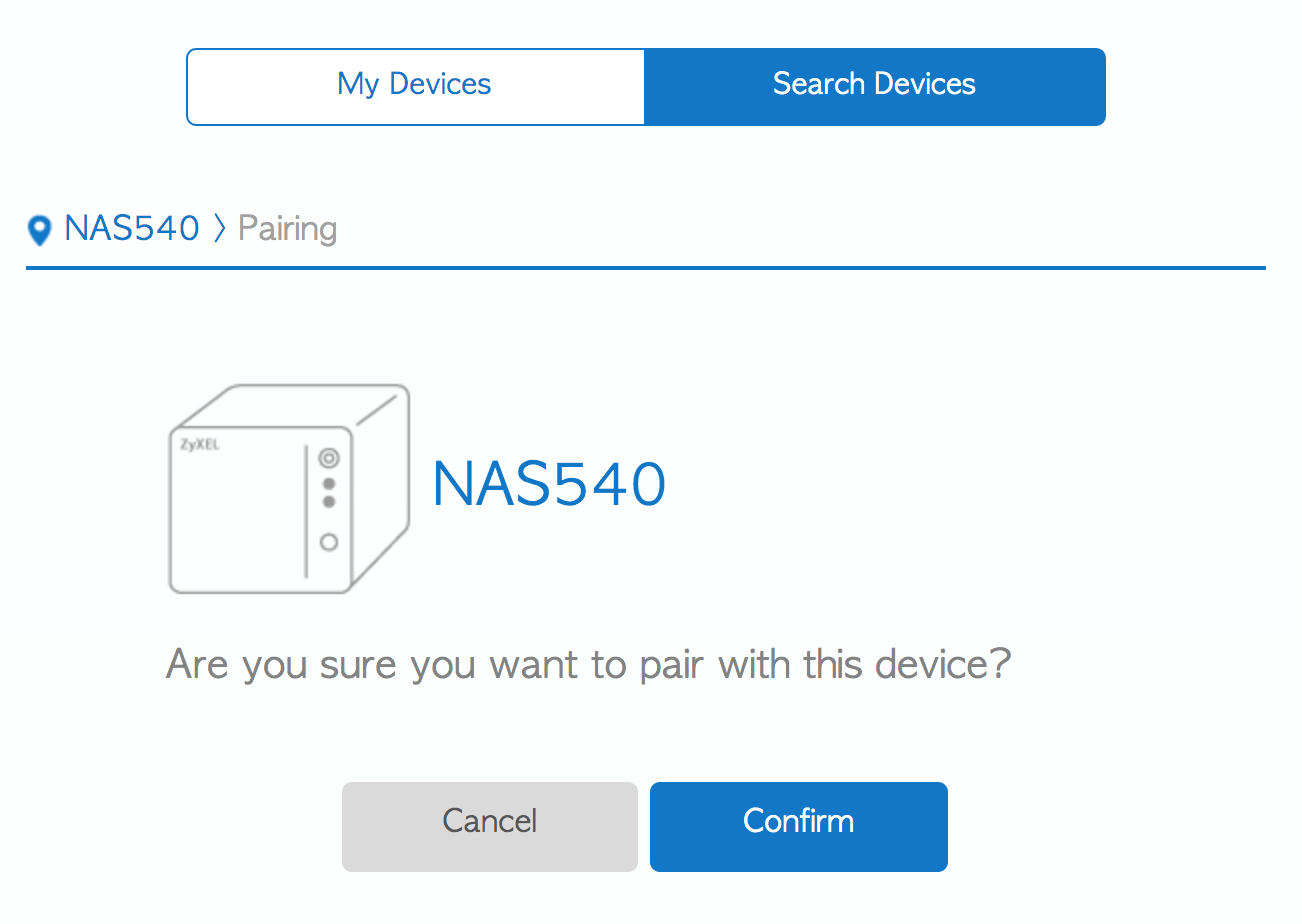 My Devices
Search Devices
NAS540 〉Pairing
ZyXEL
NAS540
Are you sure you want to pair with this device?
Cancel
Confirm